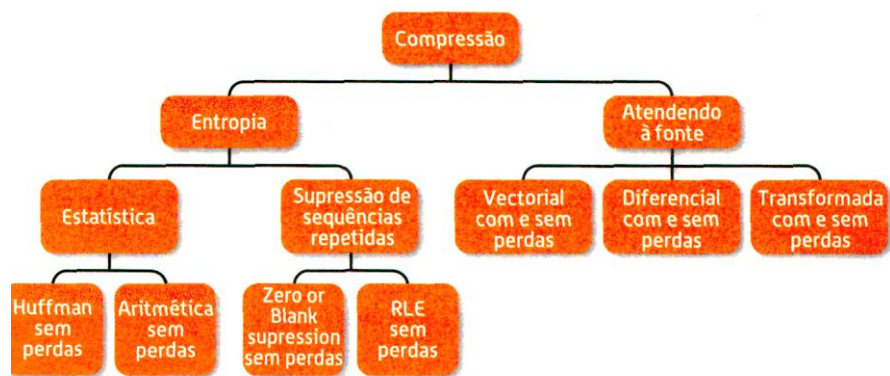 Compressão
Entropia
Atendendo
à fonte
Estatística
Supressão de
sequências
repetidas
Vectorial
com e sem
perdas
Diferencial
com e sem
perdas
Transformada
com e sem
perdas
Huffman
sem
perdas
Aritmética
sem
perdas
Zero or
Blank
supression
sem perdas
RLE
sem
perdas